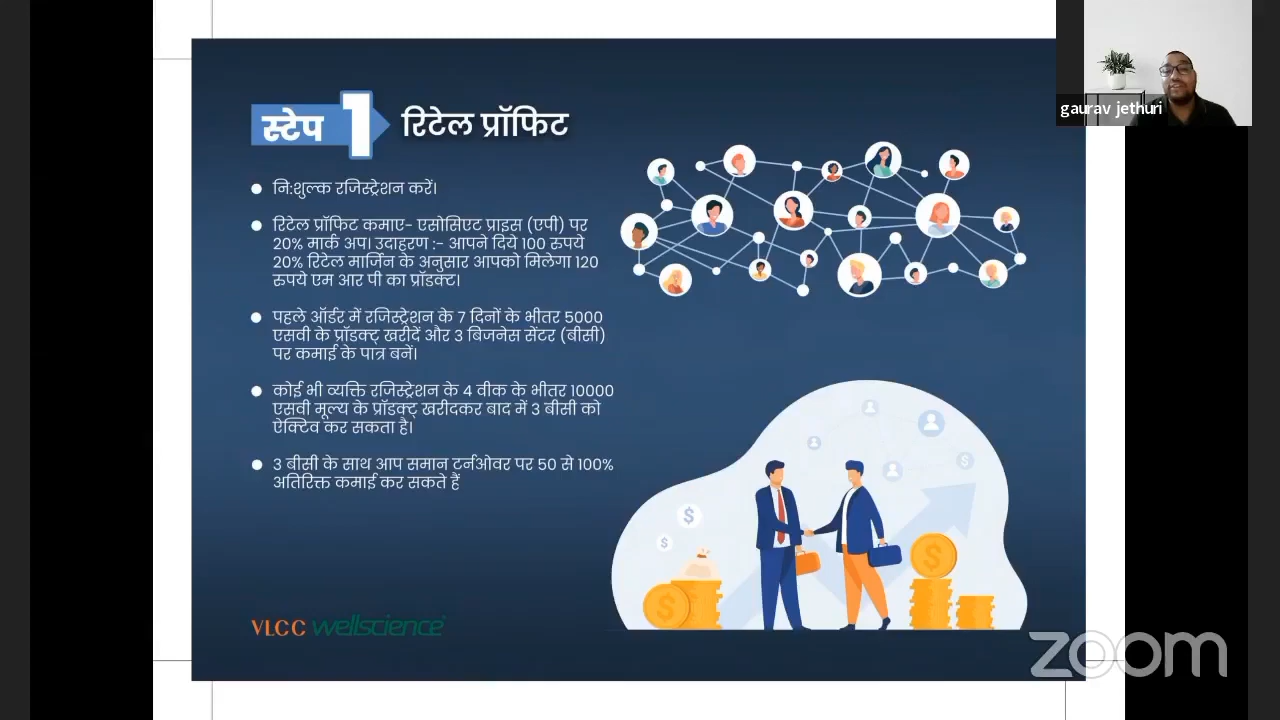 स्टेप 1 रिटेल प्रॉफिट
नि:शुल्क रजिस्ट्रेशन करें।
रिटेल प्रॉफिट कमाए- एसोसिएट प्राइस (एपी) पर
20% मार्क अप। उदाहरण :- आपने दिये 100 रुपये
20% रिटेल मार्जिन के अनुसार आपको मिलेगा 120
रुपये एम आर पी का प्रॉडक्ट।
पहले ऑर्डर में रजिस्ट्रेशन के 7 दिनों के भीतर 5000
एसवी के प्रॉडक्ट् खरीदें और 3 बिजनेस सेंटर (बीसी)
पर कमाई के पात्र बनें।
कोई भी व्यक्ति रजिस्ट्रेशन के 4 वीक के भीतर 10000
एसवी मूल्य के प्रॉडक्ट् खरीदकर बाद में 3 बीसी को
ऐक्टिव कर सकता है।
3 बीसी के साथ आप समान टर्नओवर पर 50 से 100%
अतिरिक्त कमाई कर सकते हैं
VLCC wellscience
gaurav jethuri
zoom